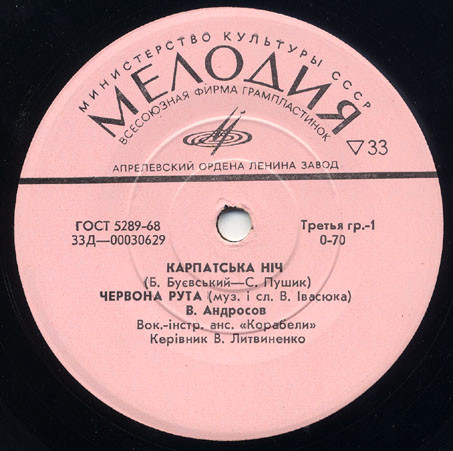 МИНИСТЕРСТВО КУЛЬТУРЫ СССР
МЕЛОДИЯ
ВСЕСОЮЗНАЯ ФИРМА ГРАМПЛАСТИНОК
▽33
АПРЕЛЕВСКИЙ ОРДЕНА ЛЕНИНА ЗАВОД
ГОСТ 5289-68
Третья гр.-1
33Д—00030629
0-70
КАРПАТСЬКА НІЧ
(Б. Буєвський—С. Пушик)
ЧЕРВОНА РУТА (муз. і сл. В. Івасюка)
В. Андросов
Вок.-інстр. анс. «Корабели»
Керівник В. Литвиненко